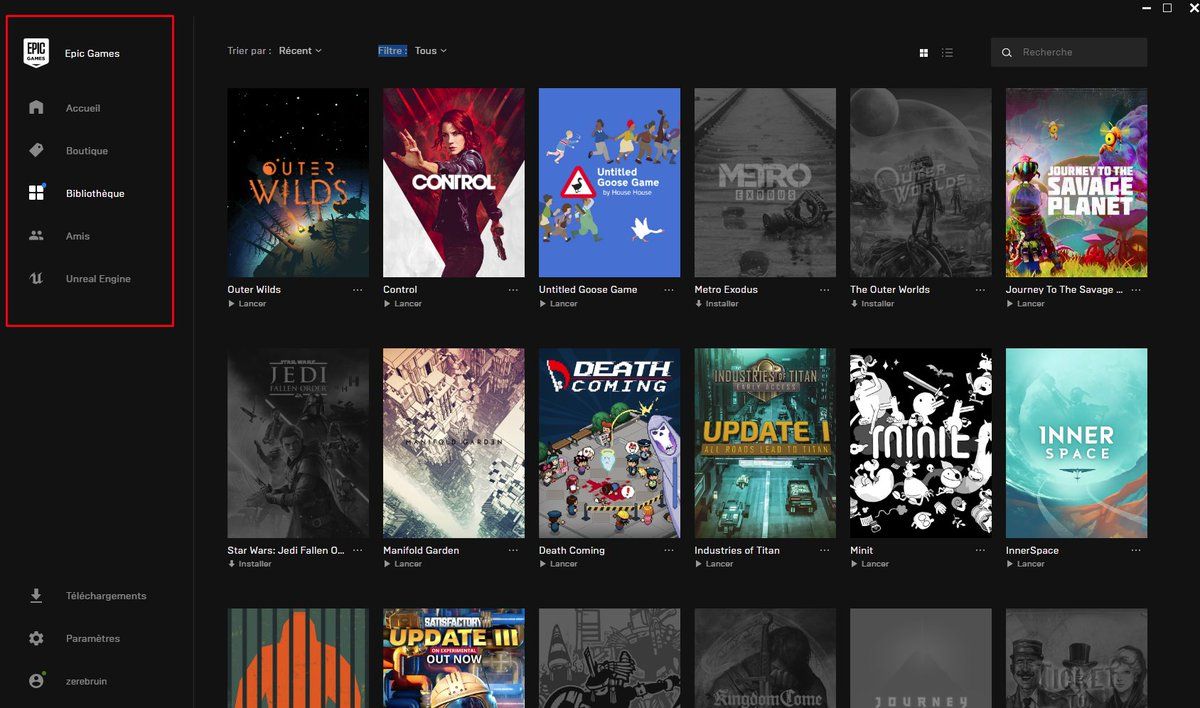 EPIC
GAMES
Epic Games
Accueil
Boutique
Bibliothèque
Amis
Unreal Engine
Téléchargements
Paramètres
zerebruin
Trier par : Récent
Filtre : Tous
Recherche
OUTER
WILDS
CONTROL
Untitled
Goose Game
by House House
METRO
EXODUS
THE
OUTER
WORLDS
JOURNEY TO THE
SAVAGE
PLANET
Outer Wilds ...
Lancer
Control ...
Lancer
Untitled Goose Game ...
Lancer
Metro Exodus ...
Installer
The Outer Worlds ...
Installer
Journey To The Savage ... ...
Lancer
STAR WARS
JEDI
FALLEN ORDER
MANIFOLD GARDEN
DEATH
COMING
INDUSTRIES OF TITAN
EARLY ACCESS
UPDATE 1
ALL ROADS LEAD TO TITAN
minit
INNER
SPACE
Star Wars: Jedi Fallen O... ...
Installer
Manifold Garden ...
Lancer
Death Coming ...
Lancer
Industries of Titan ...
Lancer
Minit ...
Lancer
InnerSpace ...
Lancer
SATISFACTORY
UPDATE III
ON EXPERIMENTAL
OUT NOW
Kingdom Come
JOURNEY
TICKET